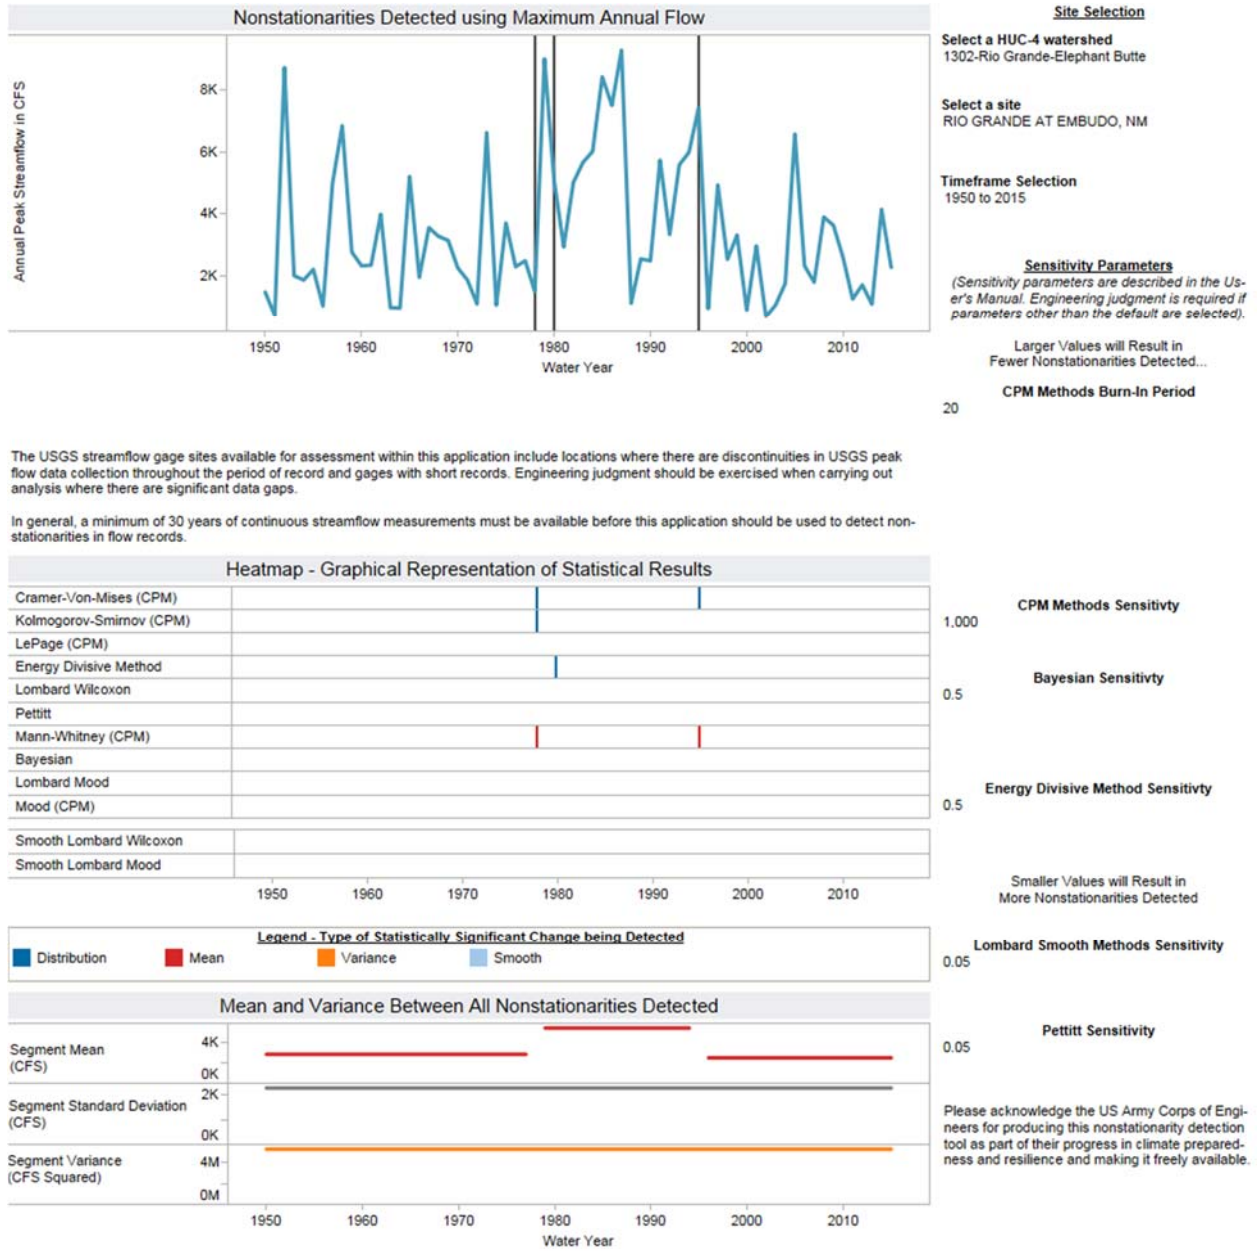 Nonstationarities Detected using Maximum Annual Flow
Annual Peak Streamflow in CFS
8K
6K
4K
2K
1950
1960
1970
1980
1990
2000
2010
Water Year
Site Selection
Select a HUC-4 watershed
1302-Rio Grande-Elephant Butte
Select a site
RIO GRANDE AT EMBUDO, NM
Timeframe Selection
1950 to 2015
Sensitivity Parameters
(Sensitivity parameters are described in the Us-
er's Manual. Engineering judgment is required if
parameters other than the default are selected).
Larger Values will Result in
Fewer Nonstationarities Detected...
CPM Methods Burn-In Period
20
The USGS streamflow gage sites available for assessment within this application include locations where there are discontinuities in USGS peak
flow data collection throughout the period of record and gages with short records. Engineering judgment should be exercised when carrying out
analysis where there are significant data gaps.
In general, a minimum of 30 years of continuous streamflow measurements must be available before this application should be used to detect non-
stationarities in flow records.
Heatmap - Graphical Representation of Statistical Results
Cramer-Von-Mises (CPM)
Kolmogorov-Smirnov (CPM)
LePage (CPM)
Energy Divisive Method
Lombard Wilcoxon
Pettitt
Mann-Whitney (CPM)
Bayesian
Lombard Mood
Mood (CPM)
Smooth Lombard Wilcoxon
Smooth Lombard Mood
1950
1960
1970
1980
1990
2000
2010
CPM Methods Sensitivty
1,000
Bayesian Sensitivty
0.5
Energy Divisive Method Sensitivty
0.5
Smaller Values will Result in
More Nonstationarities Detected
Lombard Smooth Methods Sensitivity
0.05
Pettitt Sensitivity
0.05
Legend - Type of Statistically Significant Change being Detected
Distribution
Mean
Variance
Smooth
Mean and Variance Between All Nonstationarities Detected
Segment Mean
(CFS)
4K
0K
Segment Standard Deviation
(CFS)
2K
0K
Segment Variance
(CFS Squared)
4M
0M
1950
1960
1970
1980
1990
2000
2010
Water Year
Please acknowledge the US Army Corps of Engi-
neers for producing this nonstationarity detection
tool as part of their progress in climate prepared-
ness and resilience and making it freely available.